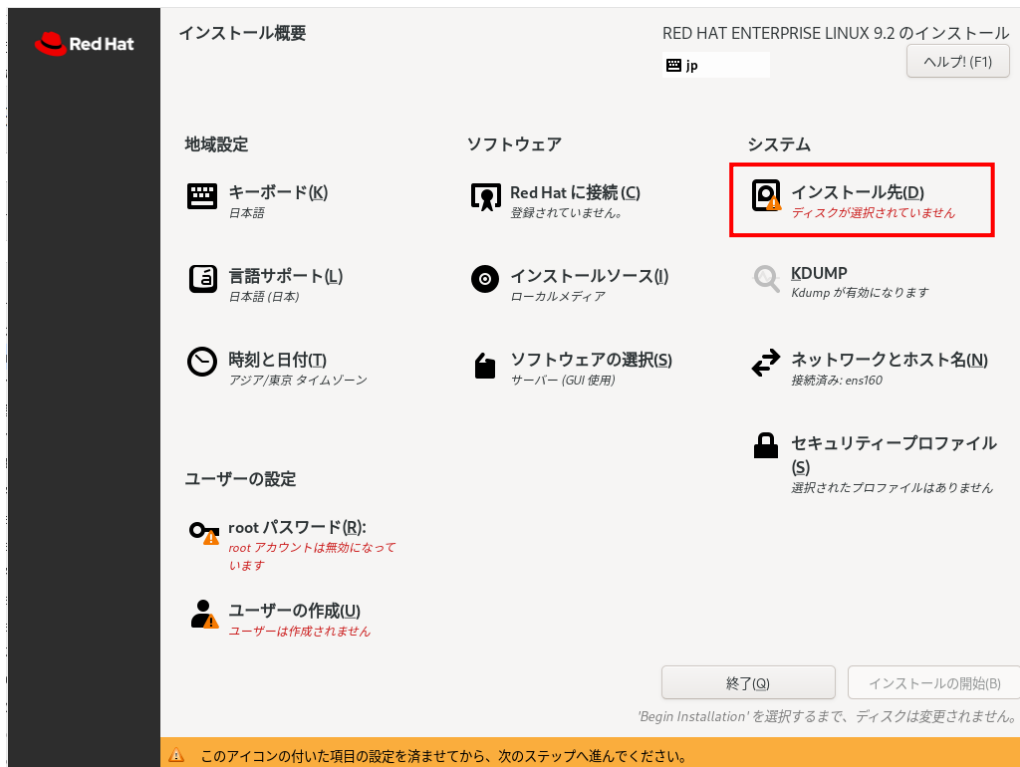 Red Hat
インストール概要
RED HAT ENTERPRISE LINUX 9.2 のインストール
jp
ヘルプ! (F1)
地域設定
キーボード(K)
日本語
言語サポート(L)
日本語 (日本)
時刻と日付(T)
アジア/東京 タイムゾーン
ソフトウェア
Red Hat に接続 (C)
登録されていません。
インストールソース(I)
ローカルメディア
ソフトウェアの選択(S)
サーバー (GUI 使用)
システム
インストール先(D)
ディスクが選択されていません
KDUMP
Kdump が有効になります
ネットワークとホスト名(N)
接続済み: ens160
セキュリティープロファイル
(S)
選択されたプロファイルはありません
ユーザーの設定
root パスワード(R):
root アカウントは無効になって
います
ユーザーの作成(U)
ユーザーは作成されません
終了(Q)
インストールの開始(B)
'Begin Installation' を選択するまで、ディスクは変更されません。
このアイコンの付いた項目の設定を済ませてから、次のステップへ進んでください。